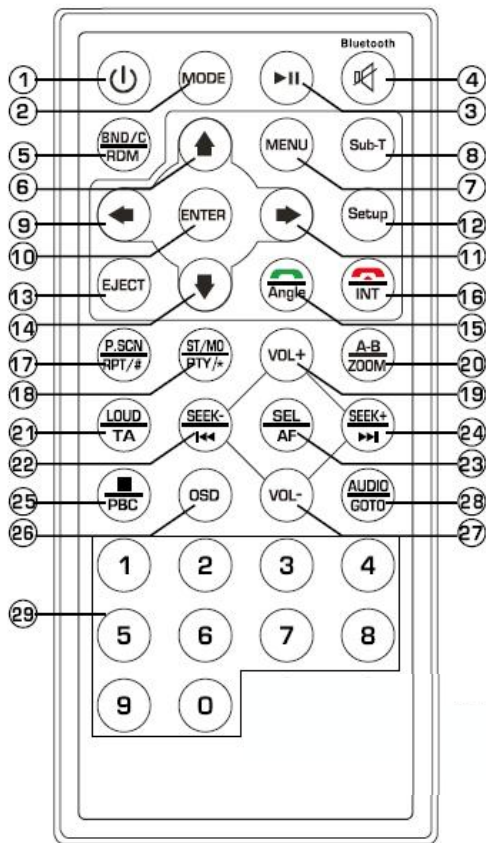 Bluetooth
1 MODE 4
2 3
5 BND/C RDM MENU Sub-T 8
6 7
9 ENTER Setup 12
10 11
13 EJECT Angle INT 16
14 15
17 P.SCN RPT/# ST/MO PTY/* VOL+ A-B ZOOM 20
18 19
21 LOUD TA SEEK- SEL AF SEEK+ 24
22 23
25 PBC OSD VOL- AUDIO GOTO 28
26 27
1 2 3 4
29 5 6 7 8
9 0